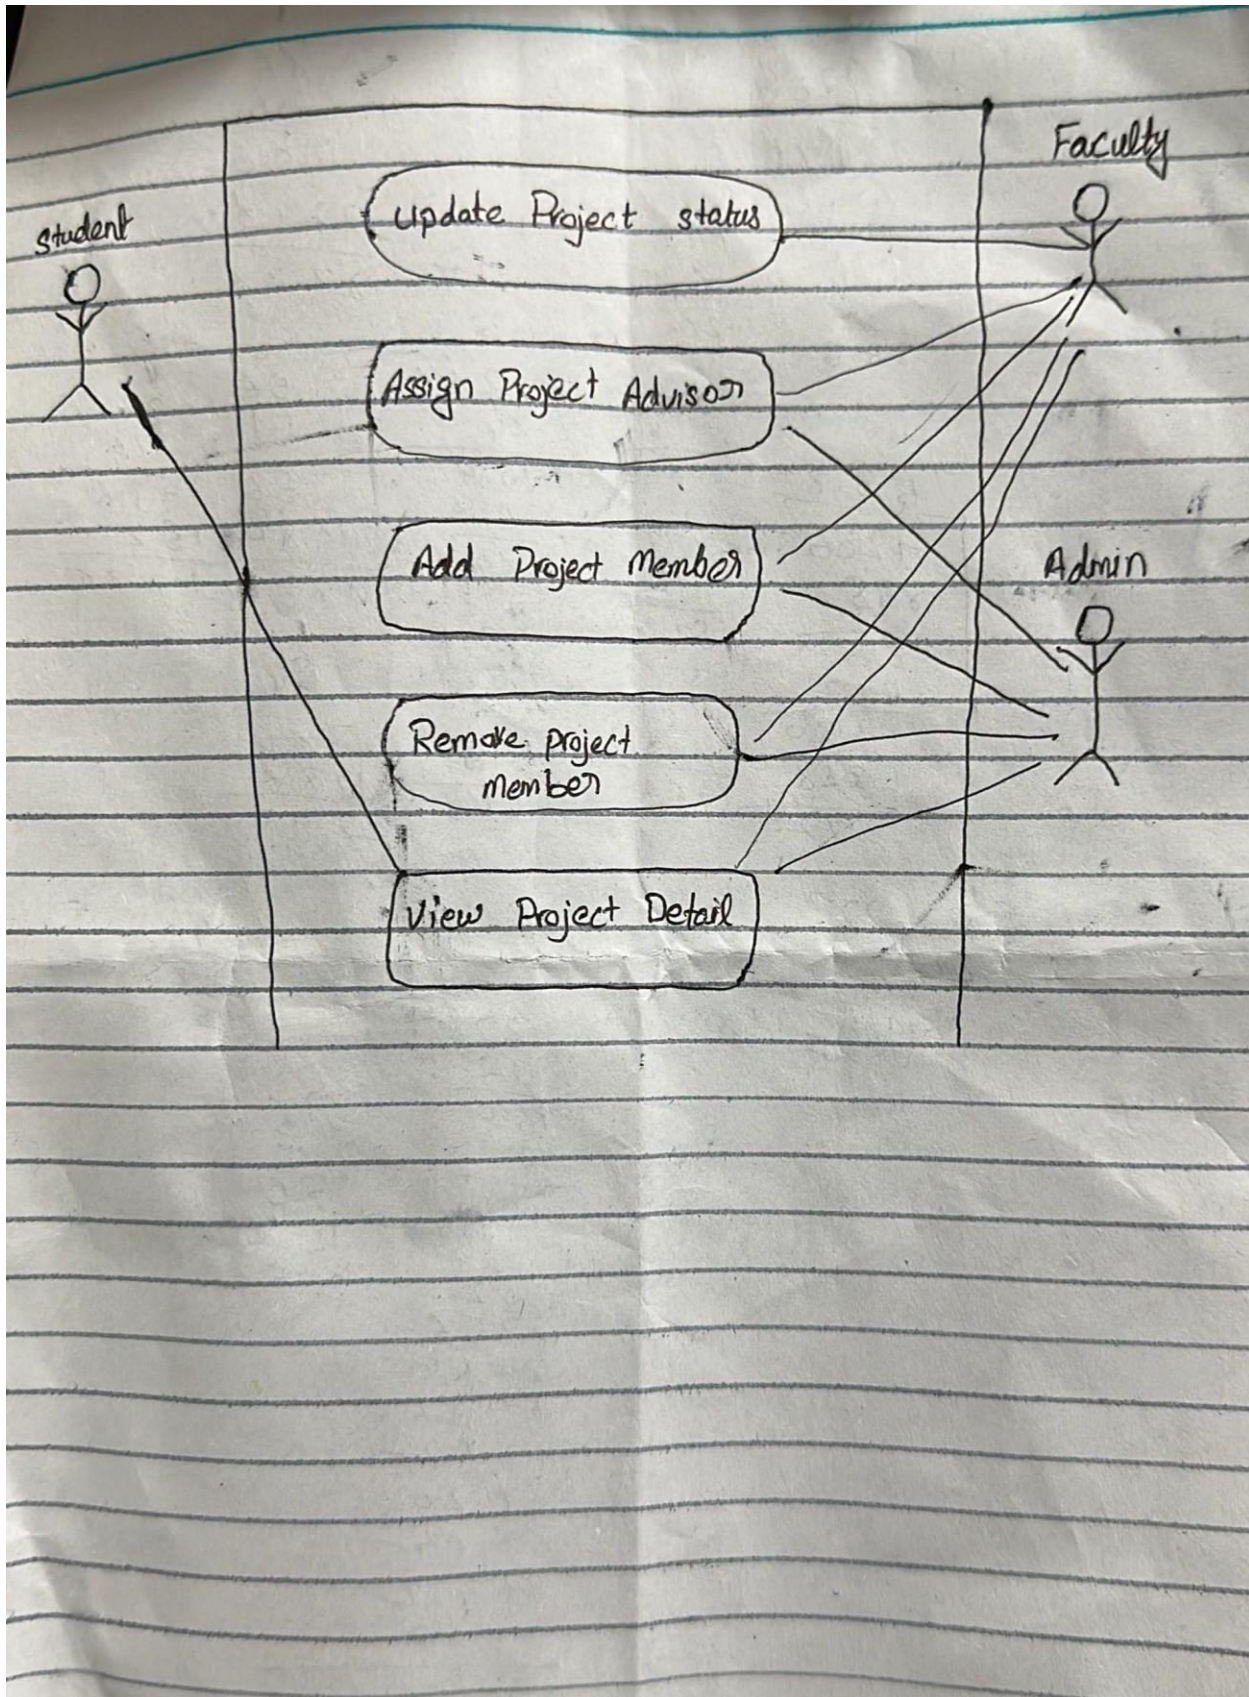 Faculty
Student
Update Project status
Assign Project Advisor
Add Project Member
Admin
Remove project
member
View Project Detail